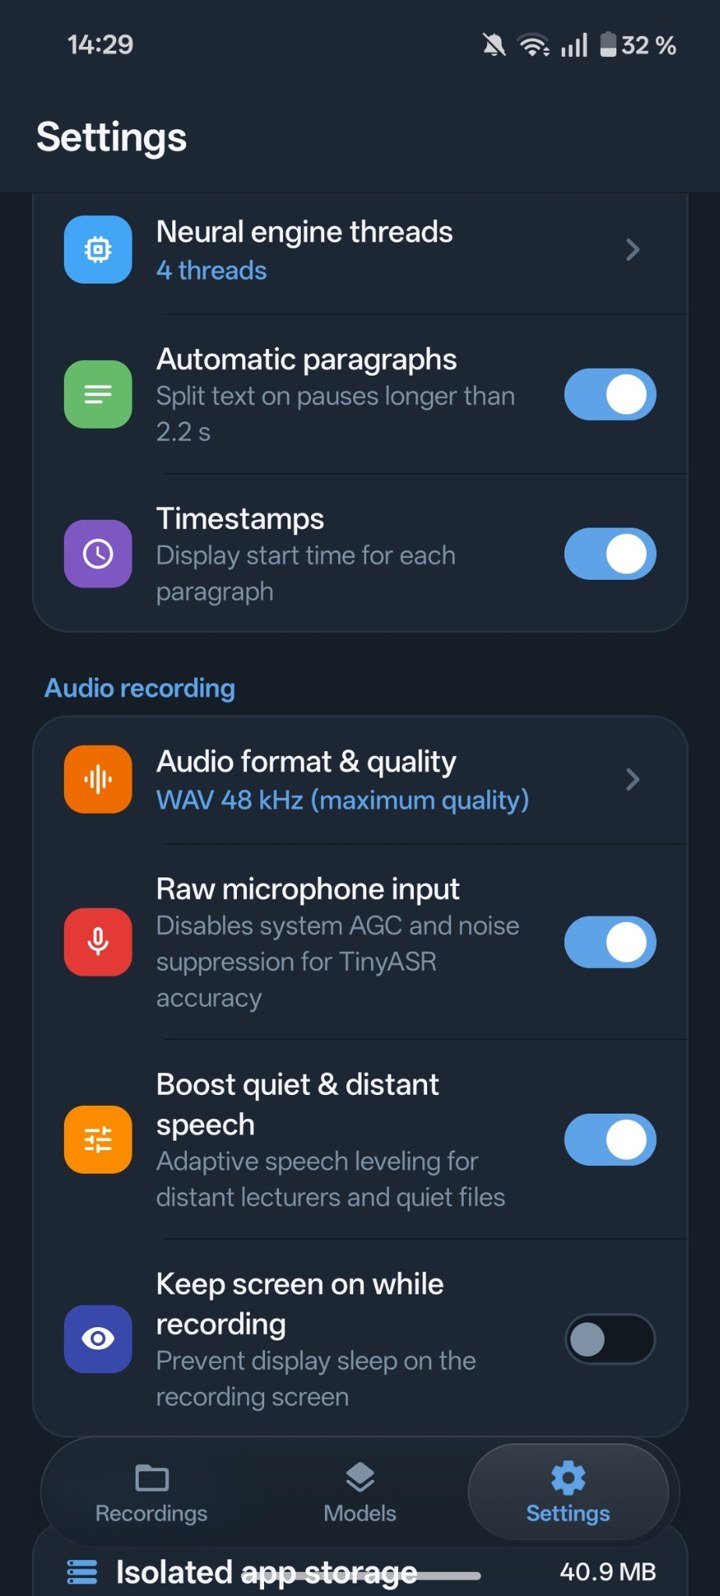 14:29
32 %
Settings
Neural engine threads
4 threads
Automatic paragraphs
Split text on pauses longer than
2.2 s
Timestamps
Display start time for each
paragraph
Audio recording
Audio format & quality
WAV 48 kHz (maximum quality)
Raw microphone input
Disables system AGC and noise
suppression for TinyASR
accuracy
Boost quiet & distant
speech
Adaptive speech leveling for
distant lecturers and quiet files
Keep screen on while
recording
Prevent display sleep on the
recording screen
Recordings
Models
Settings
Isolated app storage
40.9 MB